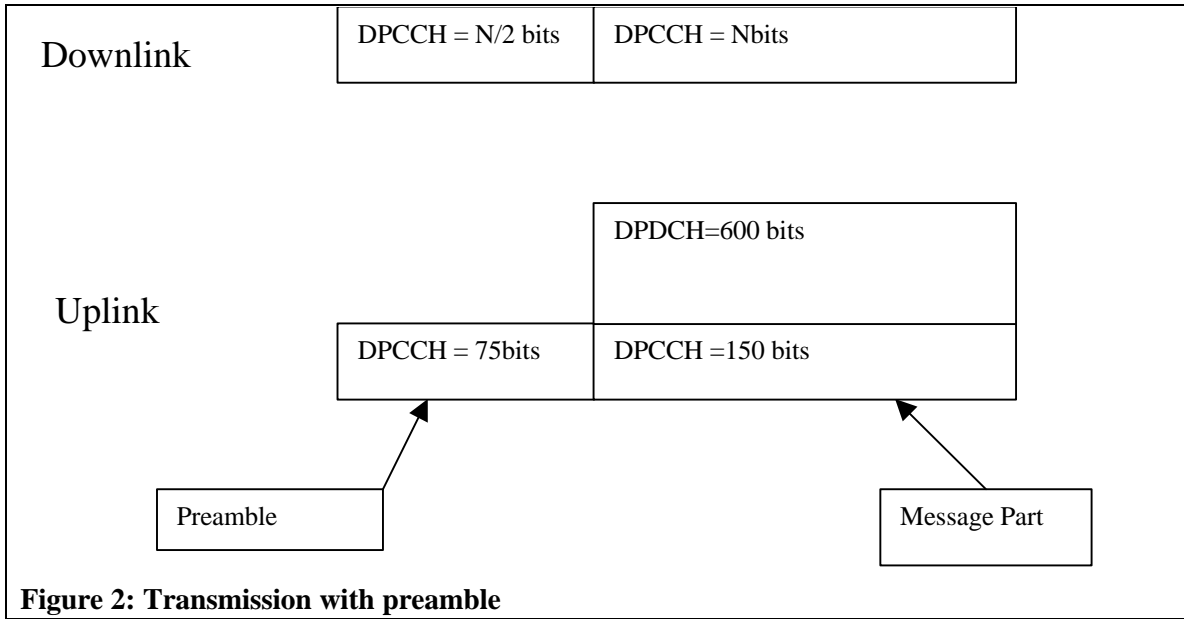 Downlink
DPCCH = N/2 bits
DPCCH = Nbits
DPDCH=600 bits
Uplink
DPCCH = 75bits
DPCCH =150 bits
Preamble
Message Part
Figure 2: Transmission with preamble